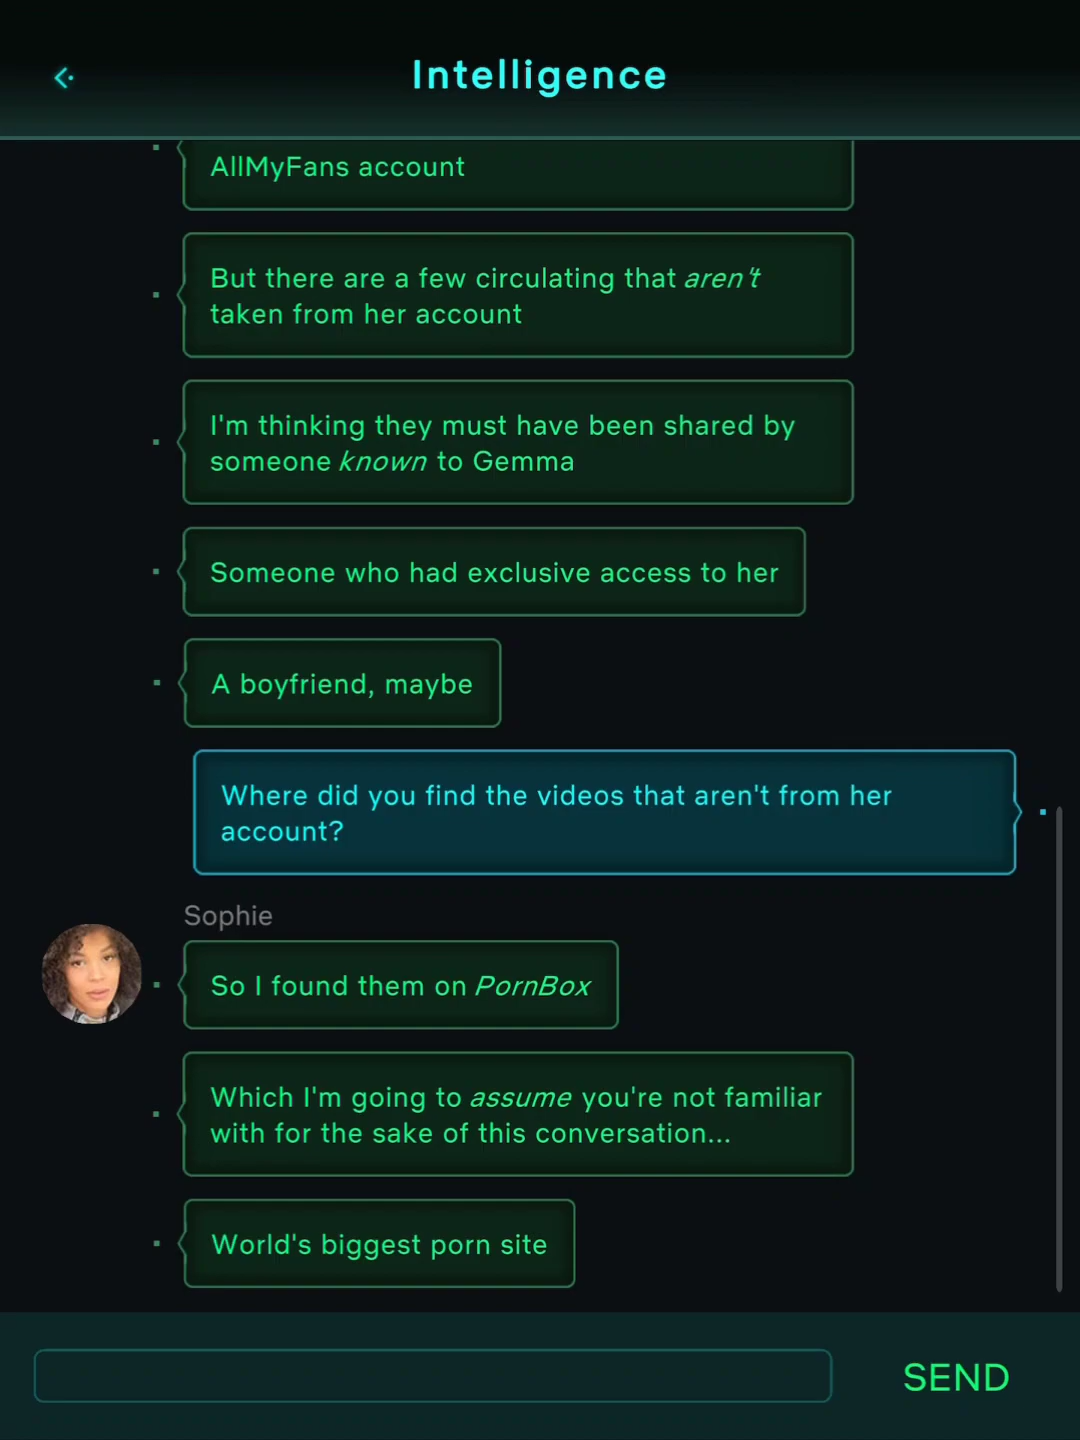 Intelligence
AllMyFans account
But there are a few circulating that aren't
taken from her account
I'm thinking they must have been shared by
someone known to Gemma
Someone who had exclusive access to her
A boyfriend, maybe
Where did you find the videos that aren't from her
account?
Sophie
So I found them on PornBox
Which I'm going to assume you're not familiar
with for the sake of this conversation...
World's biggest porn site
SEND